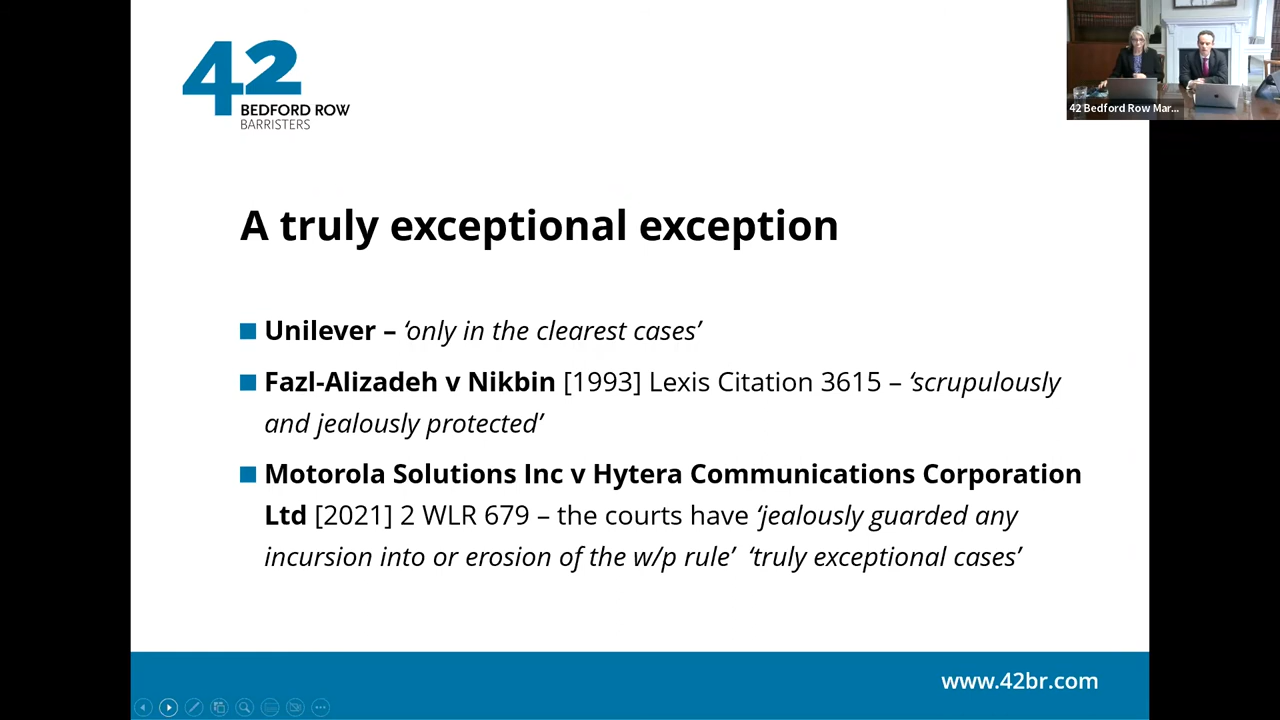 42
BEDFORD ROW
BARRISTERS
42 Bedford Row Mar...
A truly exceptional exception
Unilever – ‘only in the clearest cases’
Fazl-Alizadeh v Nikbin [1993] Lexis Citation 3615 – ‘scrupulously
and jealously protected’
Motorola Solutions Inc v Hytera Communications Corporation
Ltd [2021] 2 WLR 679 – the courts have ‘jealously guarded any
incursion into or erosion of the w/p rule’ ‘truly exceptional cases’
www.42br.com